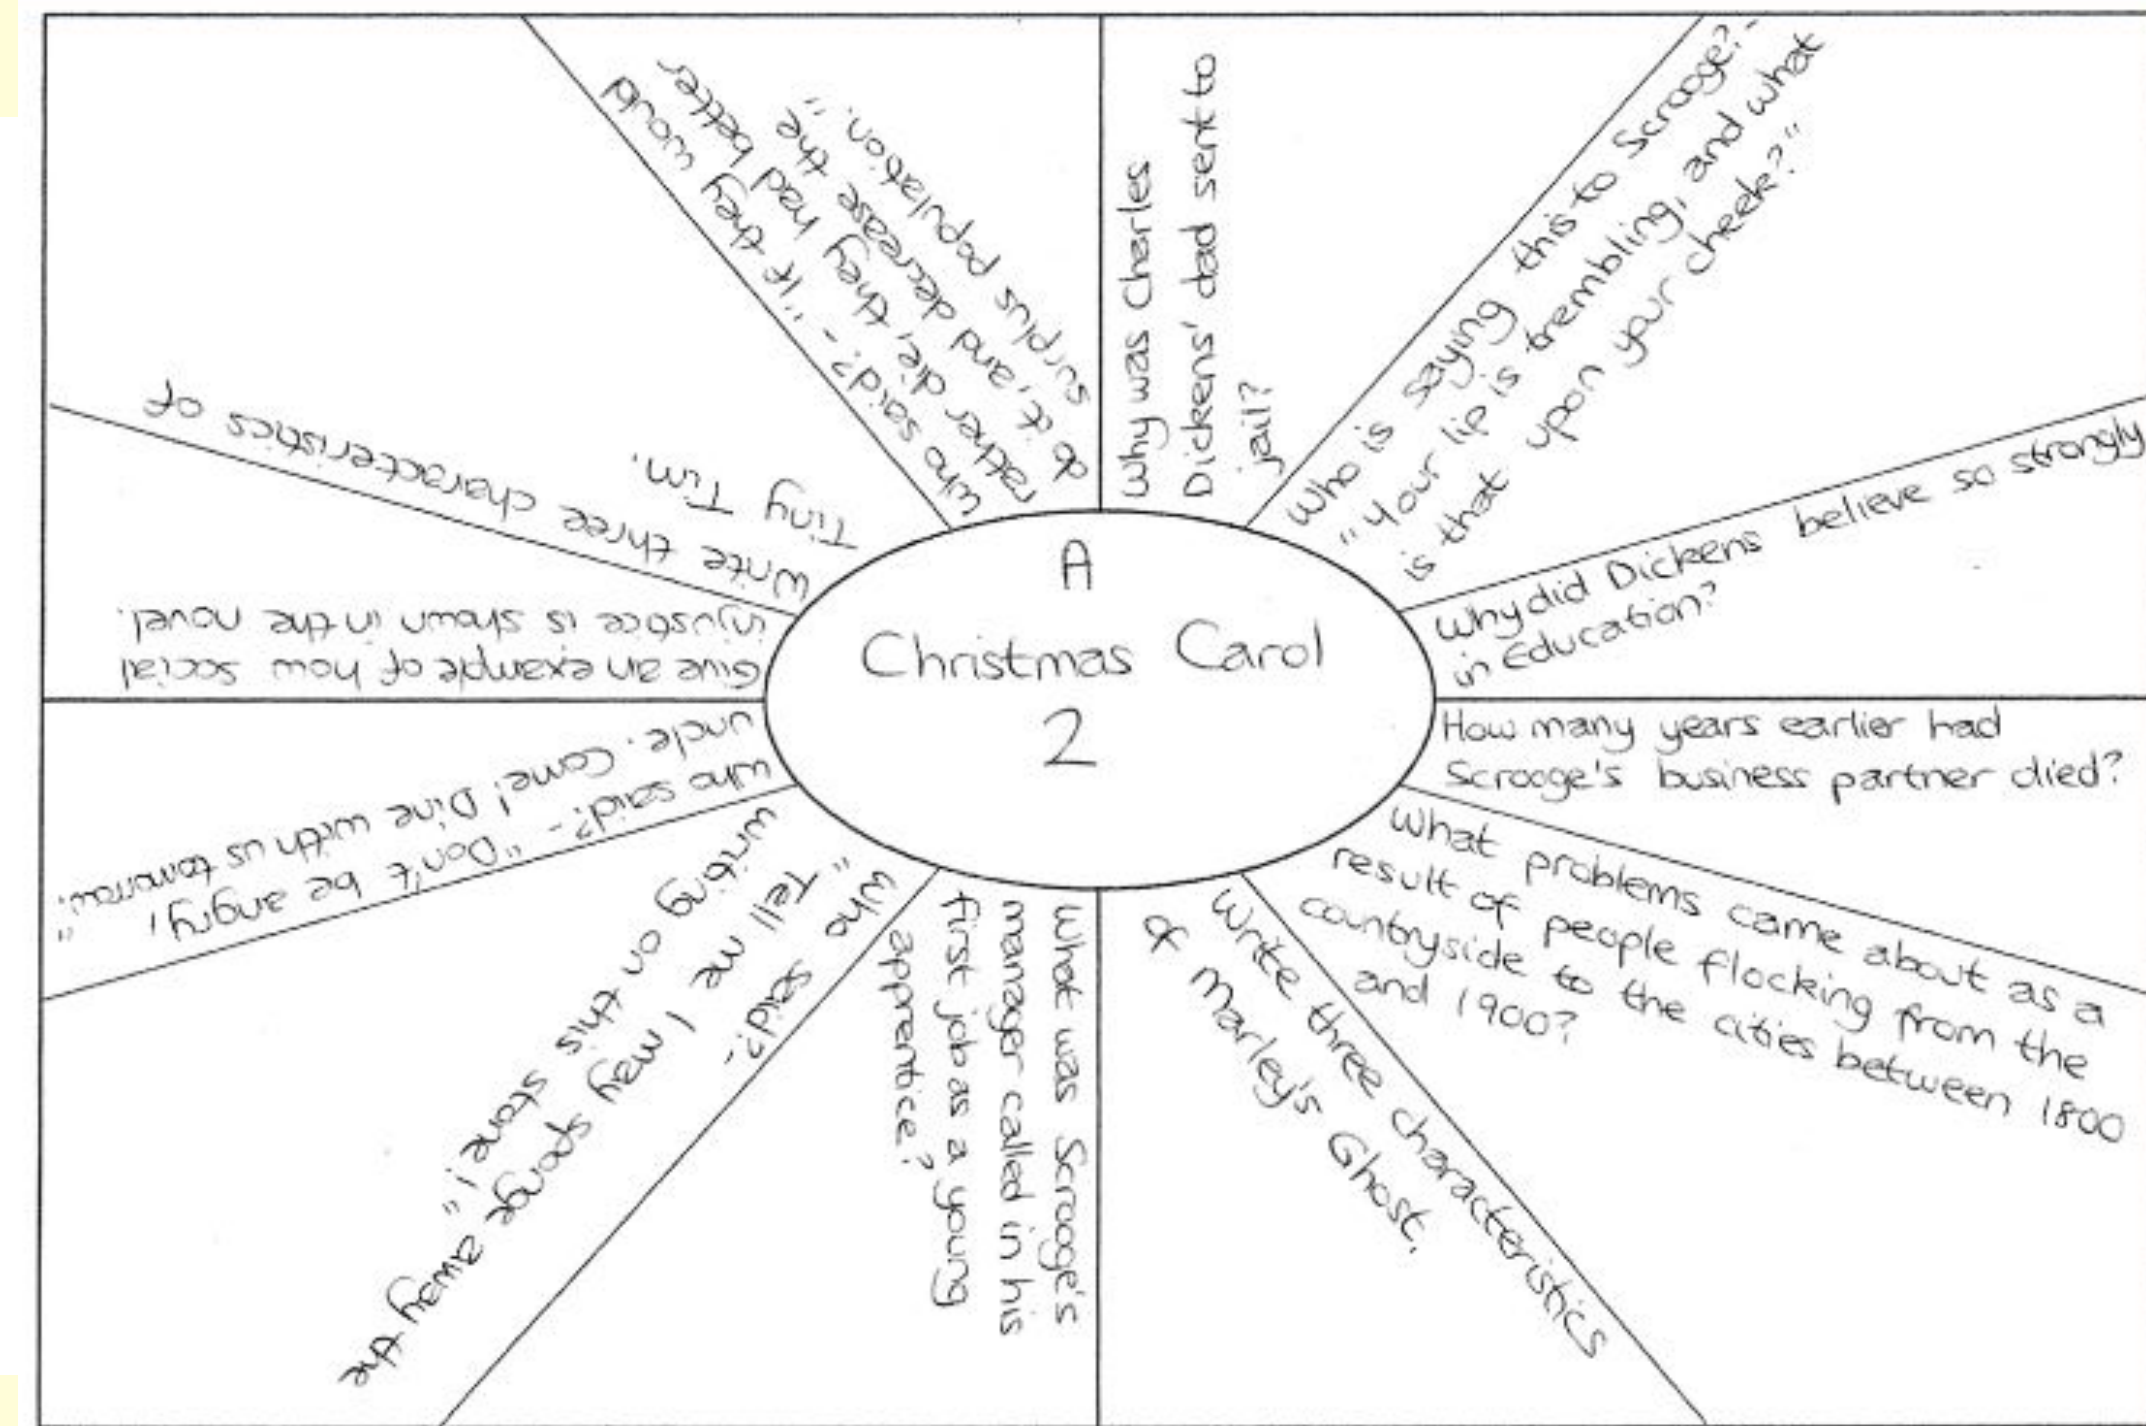 A
Christmas Carol
2
Why was Charles
Dickens' dad sent to
jail?
Who is saying this to Scrooge?-
"Your lip is trembling, and what
is that upon your cheek?"
Why did Dickens believe so strongly
in Education?
How many years earlier had
Scrooge's business partner died?
What problems came about as a
result of people flocking from the
countryside to the cities between 1800
and 1900?
Write three characteristics
of Marley's Ghost.
What was Scrooge's
manager called in his
first job as a young
apprentice?
Who said?-
"Tell me I may sponge away the
writing on this stone!"
Who said?- "Don't be angry,
uncle. Come! Dine with us tomorrow."
Give an example of how social
injustice is shown in the novel.
Write three characteristics of
Tiny Tim.
Who said?- "If they would
rather die, they had better
do it, and decrease the
surplus population."